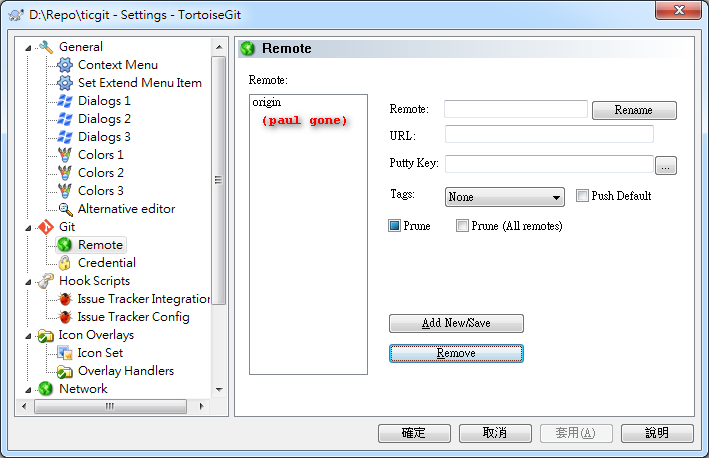 D:\Repo\ticgit - Settings - TortoiseGit
General
Context Menu
Set Extend Menu Item
Dialogs 1
Dialogs 2
Dialogs 3
Colors 1
Colors 2
Colors 3
Alternative editor
Git
Remote
Credential
Hook Scripts
Issue Tracker Integration
Issue Tracker Config
Icon Overlays
Icon Set
Overlay Handlers
Network
Remote
Remote:
origin
(paul gone)
Remote:
Rename
URL:
Putty Key:
...
Tags:
None
Push Default
Prune
Prune (All remotes)
Add New/Save
Remove
確定
取消
套用(A)
說明